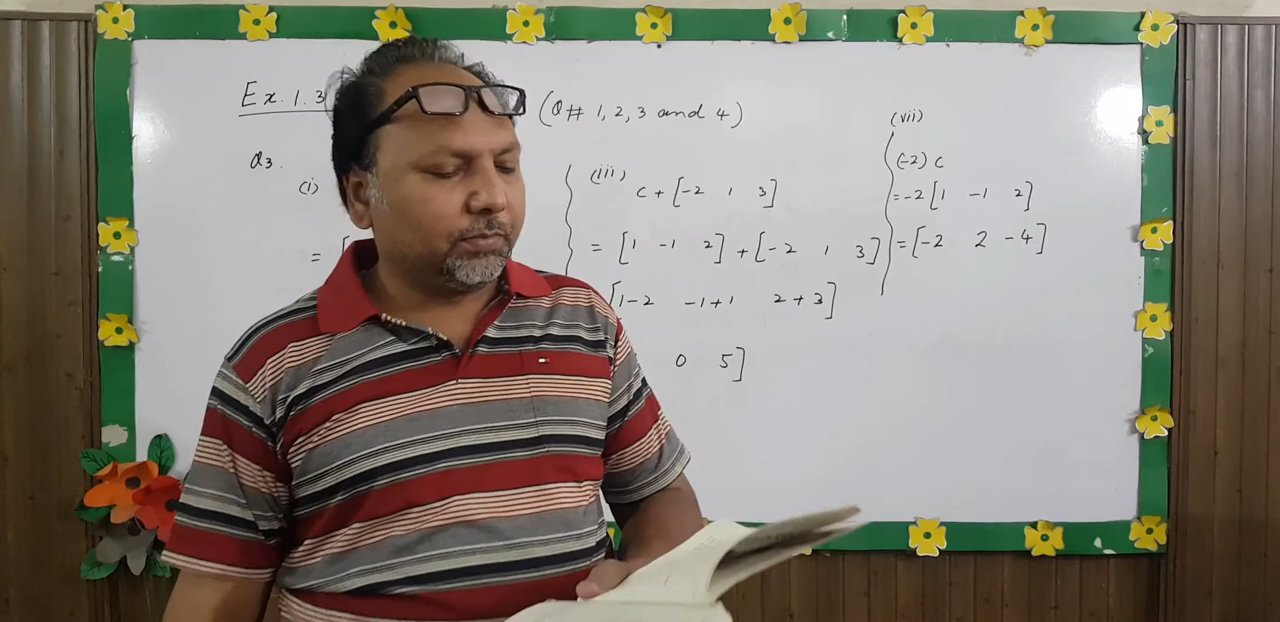 Ex. 1.3
(Q# 1, 2, 3 and 4)
Q3.
(i)
= [
(iii)
C + [-2 1 3]
= [1 -1 2] + [-2 1 3]
[1-2 -1+1 2+3]
0 5]
(vii)
(-2) C
= -2 [1 -1 2]
= [-2 2 -4]